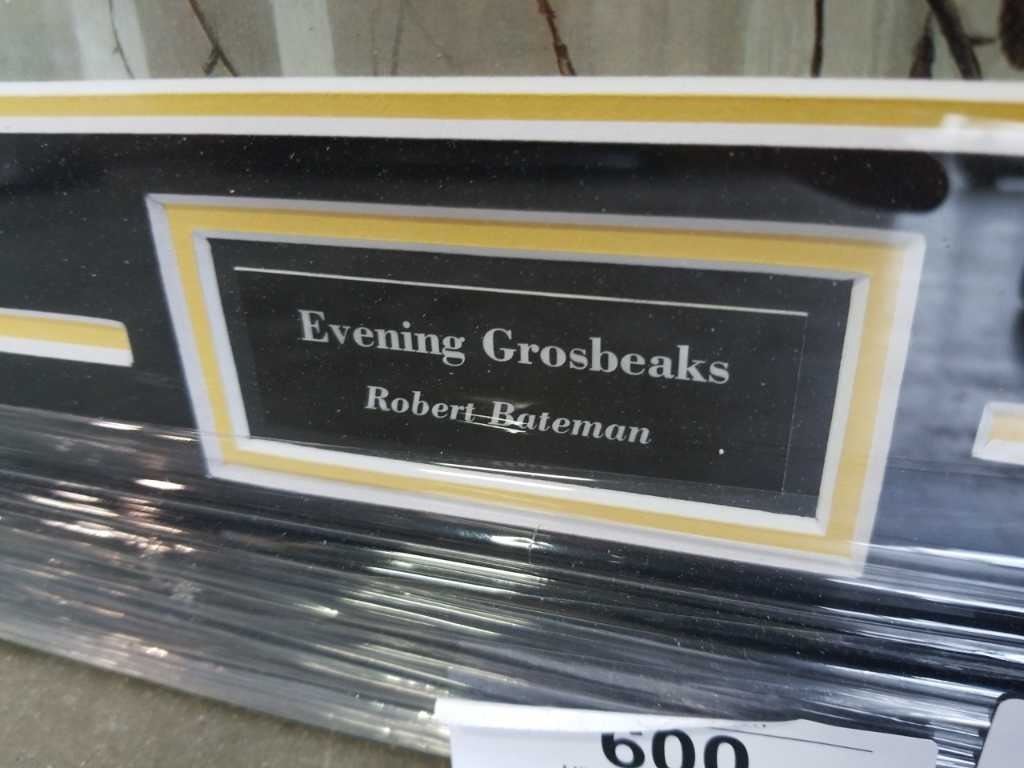 Evening Grosbeaks
Robert Bateman
600